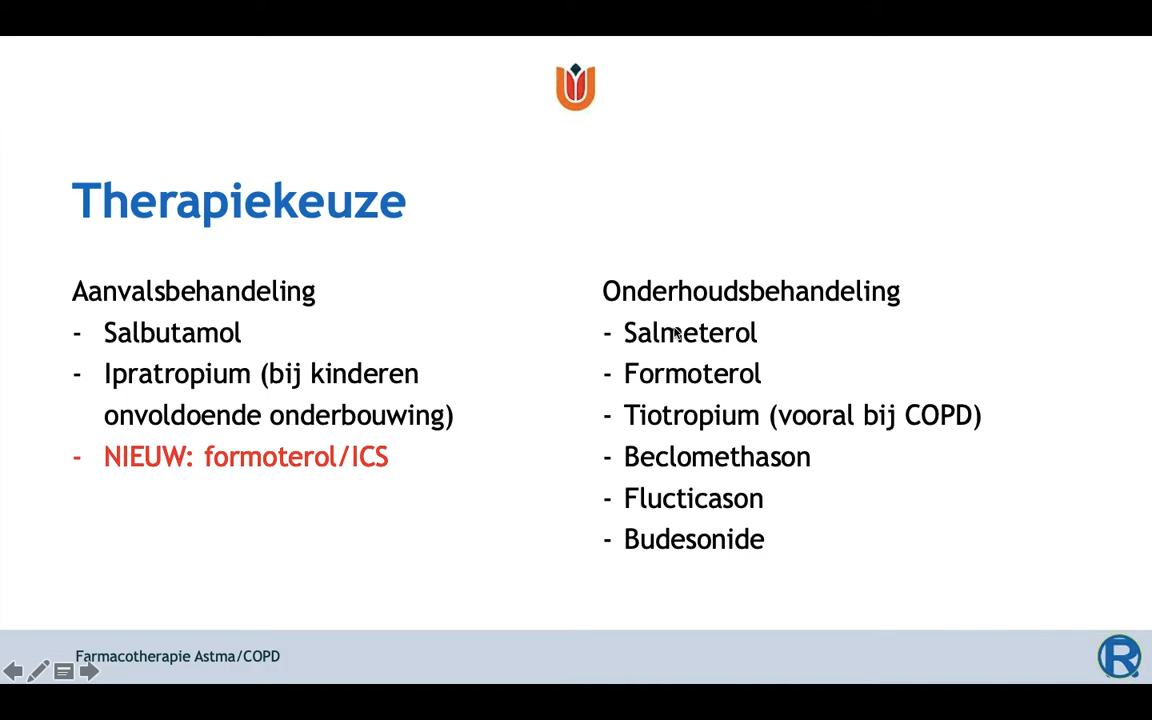 Therapiekeuze
Aanvalsbehandeling
- Salbutamol
- Ipratropium (bij kinderen
onvoldoende onderbouwing)
- NIEUW: formoterol/ICS
Onderhoudsbehandeling
- Salmeterol
- Formoterol
- Tiotropium (vooral bij COPD)
- Beclomethason
- Flucticason
- Budesonide
Farmacotherapie Astma/COPD
R